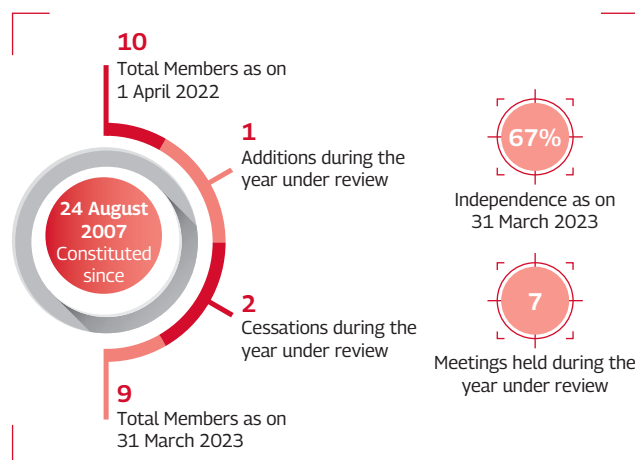 10
Total Members as on
1 April 2022
1
Additions during the
year under review
24 August
2007
Constituted
since
2
Cessations during the
year under review
9
Total Members as on
31 March 2023
67%
Independence as on
31 March 2023
7
Meetings held during the
year under review